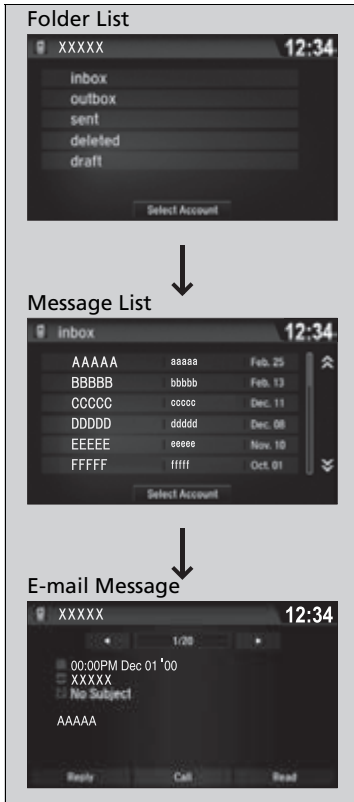 Folder List
XXXXX 12:34
inbox
outbox
sent
deleted
draft
Select Account
Message List
inbox 12:34
AAAAA aaaaa Feb. 25
BBBBB bbbbb Feb. 13
CCCCC ccccc Dec. 11
DDDDD ddddd Dec. 08
EEEEE eeeee Nov. 10
FFFFF fffff Oct. 01
Select Account
E-mail Message
XXXXX 12:34
1/20
00:00PM Dec 01 '00
XXXXX
No Subject
AAAAA
Reply Call Read